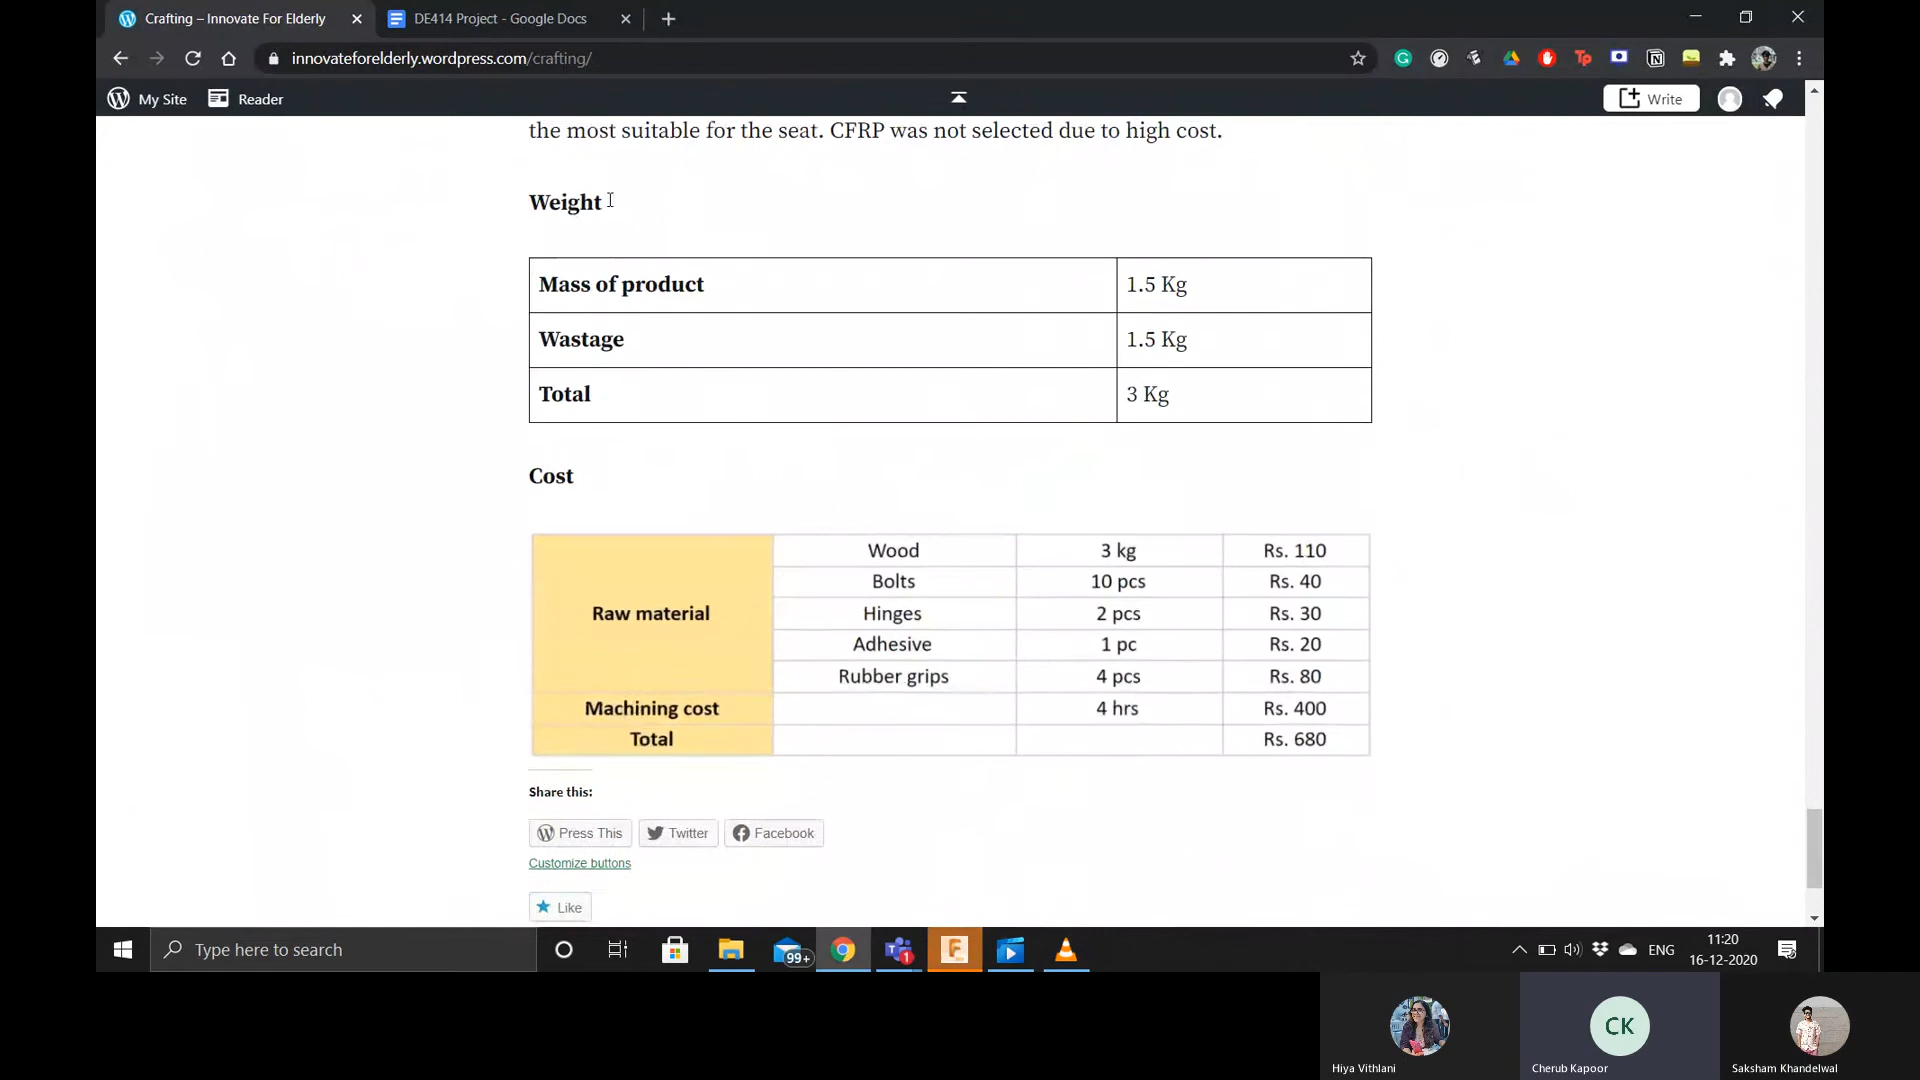 Crafting – Innovate For Elderly
DE414 Project - Google Docs
innovateforelderly.wordpress.com/crafting/
My Site
Reader
Write
the most suitable for the seat. CFRP was not selected due to high cost.
Weight
Mass of product 1.5 Kg
Wastage 1.5 Kg
Total 3 Kg
Cost
Raw material
Wood 3 kg Rs. 110
Bolts 10 pcs Rs. 40
Hinges 2 pcs Rs. 30
Adhesive 1 pc Rs. 20
Rubber grips 4 pcs Rs. 80
Machining cost 4 hrs Rs. 400
Total Rs. 680
Share this:
Press This
Twitter
Facebook
Customize buttons
Like
Type here to search
99+
1
ENG
11:20
16-12-2020
CK
Hiya Vithlani
Cherub Kapoor
Saksham Khandelwal